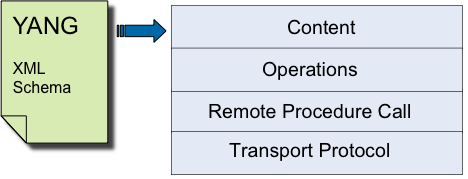 YANG
XML
Schema
Content
Operations
Remote Procedure Call
Transport Protocol